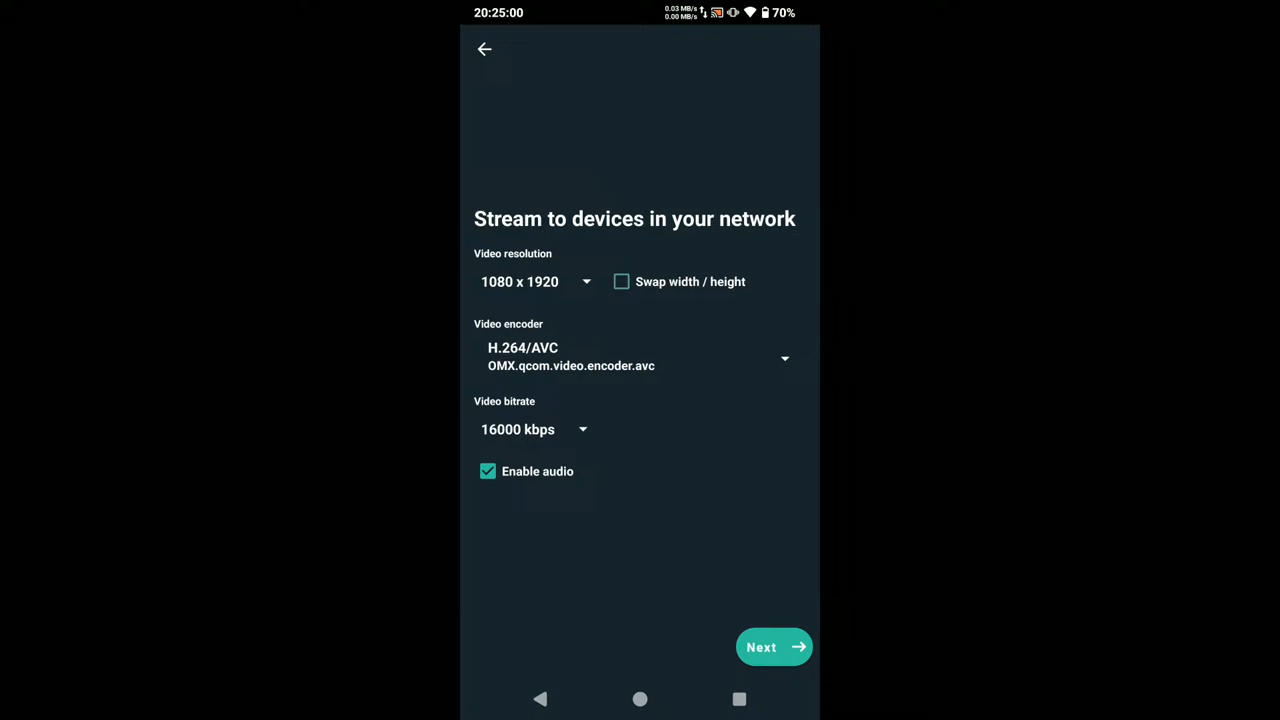 20:25:00
0.03 MB/s
0.00 MB/s
70%
Stream to devices in your network
Video resolution
1080 x 1920
Swap width / height
Video encoder
H.264/AVC
OMX.qcom.video.encoder.avc
Video bitrate
16000 kbps
Enable audio
Next